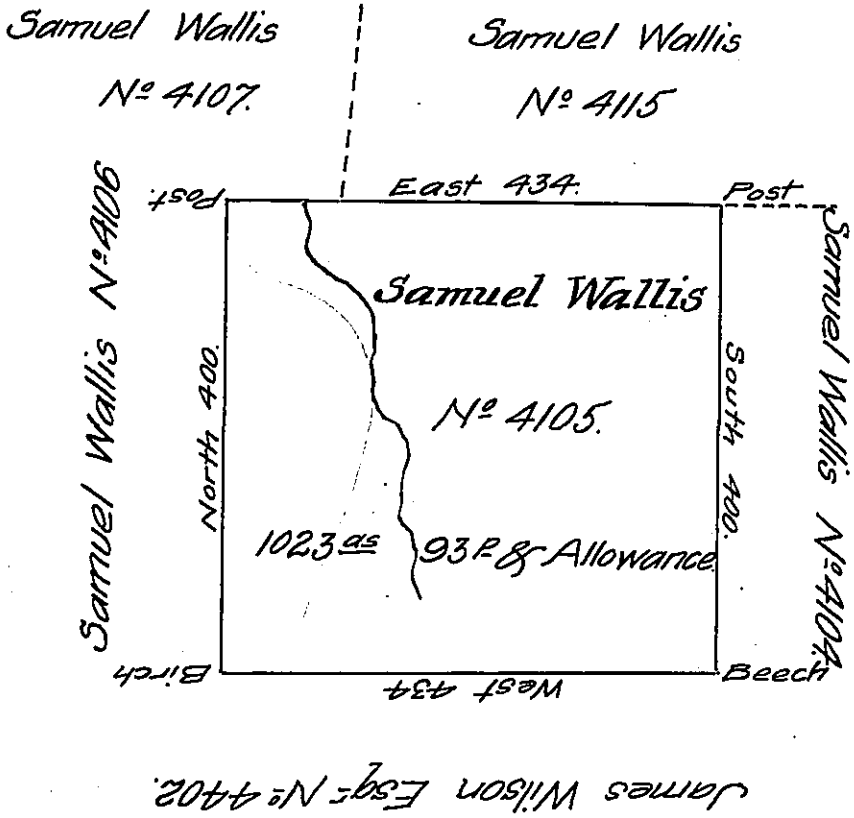 Samuel Wallis
Nº 4107.
Samuel Wallis
Nº 4115
Samuel Wallis Nº 4106
Post.
East 434.
Post
Samuel Wallis Nº 4104.
North 400.
Samuel Wallis
Nº 4105.
1023 as 93 P & Allowance
South 400.
Birch
West 434
Beech
James Wilson Esqr Nº 4402.